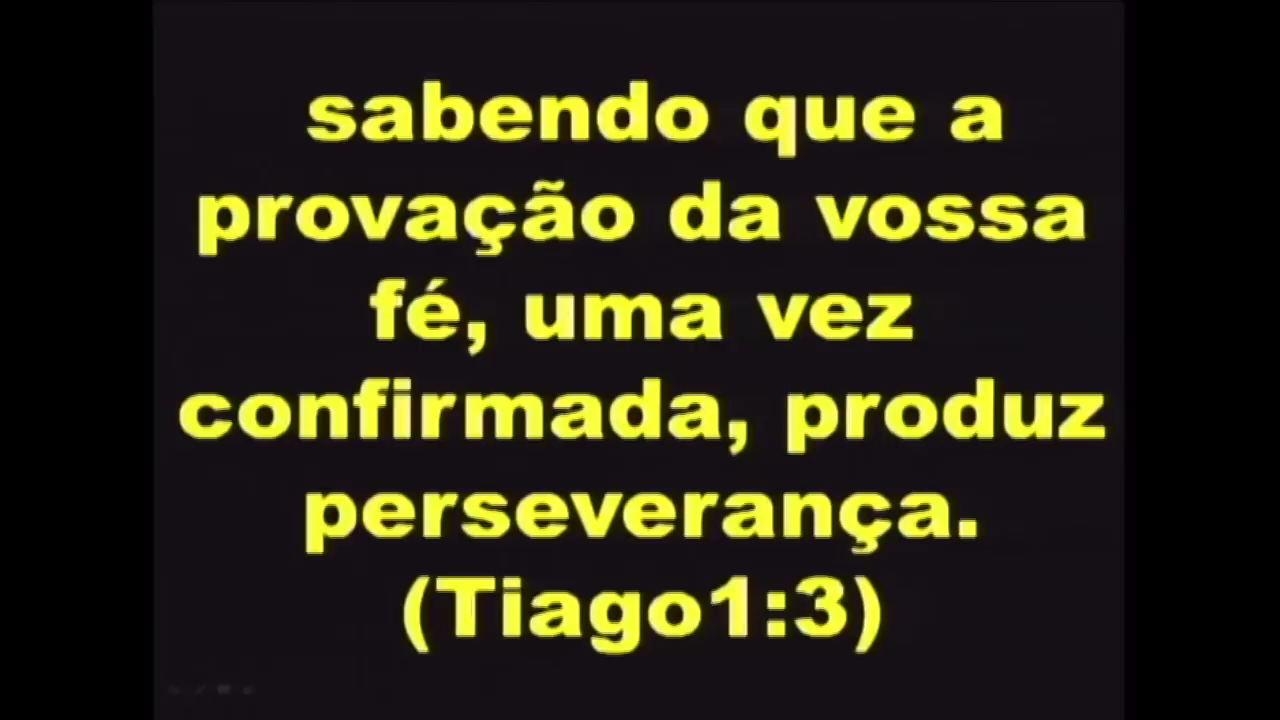 sabendo que a
provação da vossa
fé, uma vez
confirmada, produz
perseverança.
(Tiago1:3)